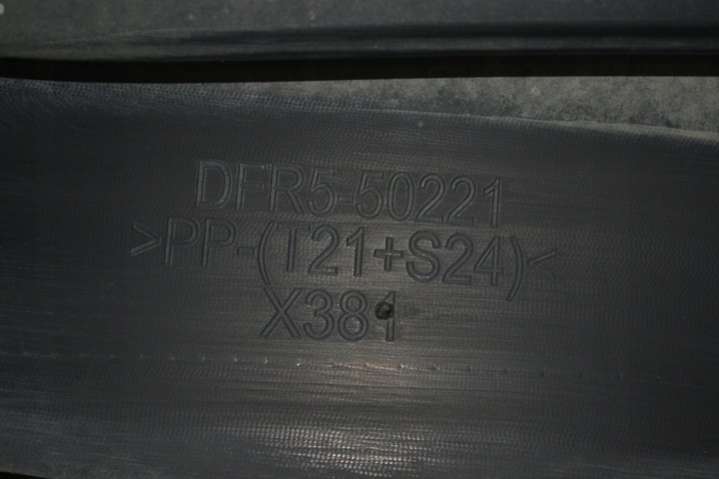 DFR5-50221
>PP-(T21+S24)<
X381